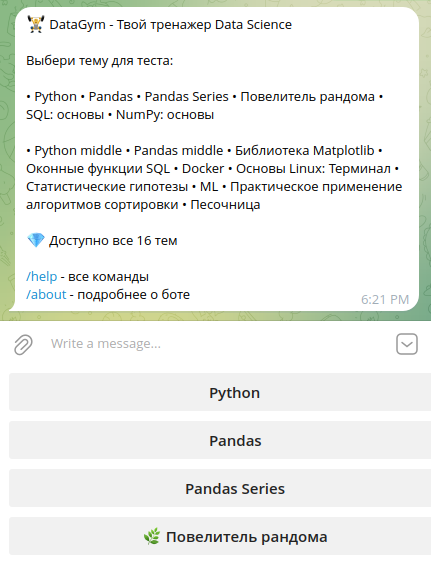 DataGym - Твой тренажер Data Science
Выбери тему для теста:
• Python • Pandas • Pandas Series • Повелитель рандома •
SQL: основы • NumPy: основы
• Python middle • Pandas middle • Библиотека Matplotlib •
Оконные функции SQL • Docker • Основы Linux: Терминал •
Статистические гипотезы • ML • Практическое применение
алгоритмов сортировки • Песочница
💎 Доступно все 16 тем
/help - все команды
/about - подробнее о боте
6:21 PM
Write a message...
Python
Pandas
Pandas Series
🌿 Повелитель рандома